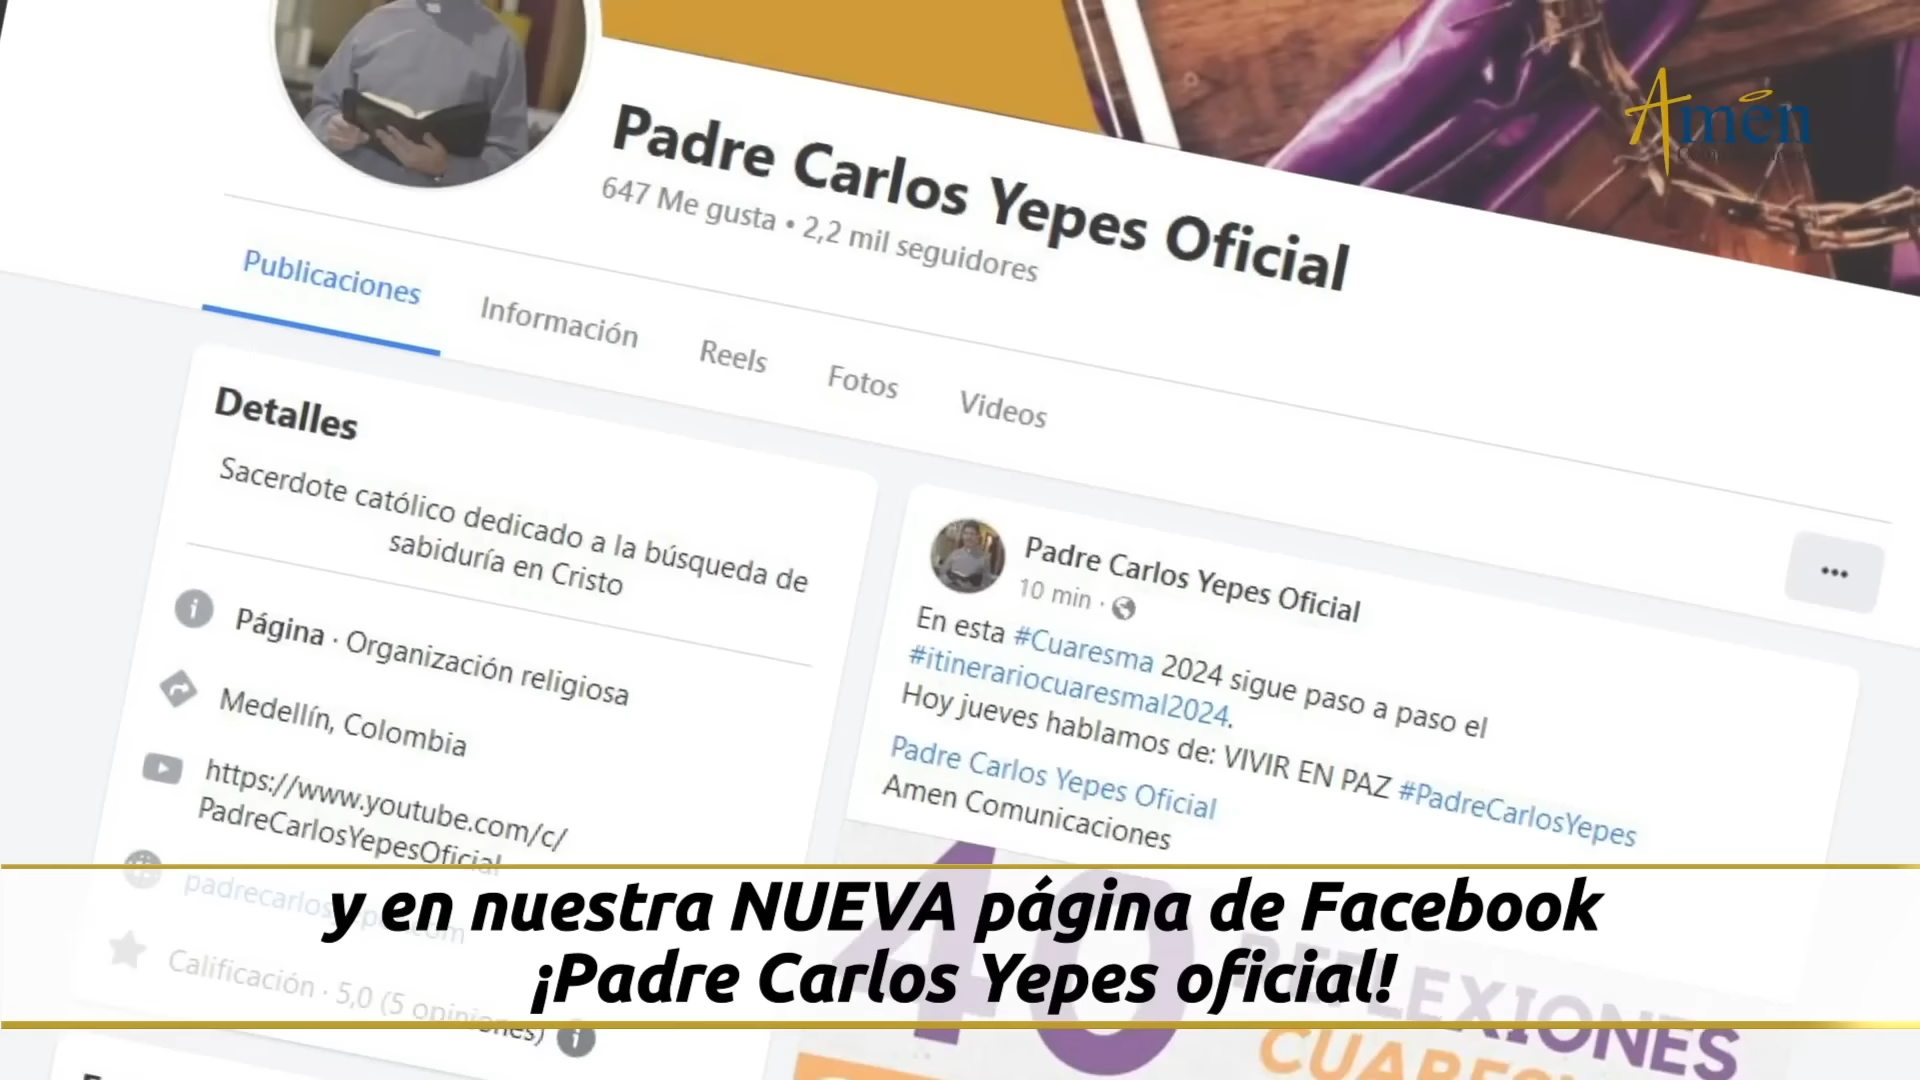 Amén
Padre Carlos Yepes Oficial
647 Me gusta • 2,2 mil seguidores
Publicaciones
Información
Reels
Fotos
Videos
Detalles
Sacerdote católico dedicado a la búsqueda de
sabiduría en Cristo
Página · Organización religiosa
Medellín, Colombia
https://www.youtube.com/c/
PadreCarlosYepesOficial
Calificación · 5,0 (5 opiniones)
Padre Carlos Yepes Oficial
10 min ·
En esta #Cuaresma 2024 sigue paso a paso el
#itinerariocuaresmal2024.
Hoy jueves hablamos de: VIVIR EN PAZ #PadreCarlosYepes
Padre Carlos Yepes Oficial
Amen Comunicaciones
40
REFLEXIONES
y en nuestra NUEVA página de Facebook
¡Padre Carlos Yepes oficial!